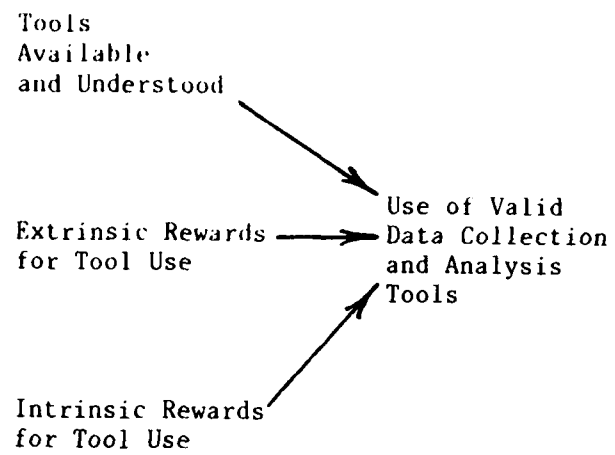 Tools
Available
and Understood
Use of Valid
Extrinsic Rewards
Data Collection
for Tool Use
and Analysis
Tools
Intrinsic Rewards
for Tool Use